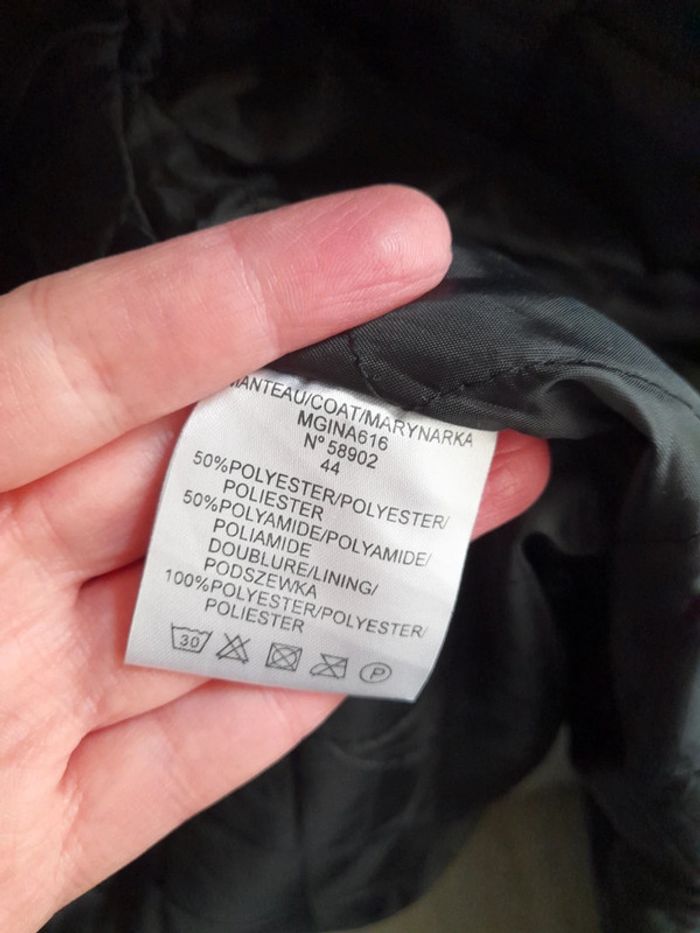 MANTEAU/COAT/MARYNARKA
MGINA616
N° 58902
44
50%POLYESTER/POLYESTER/
POLIESTER
50%POLYAMIDE/POLYAMIDE/
POLIAMIDE
DOUBLURE/LINING/
PODSZEWKA
100%POLYESTER/POLYESTER/
POLIESTER
30 P